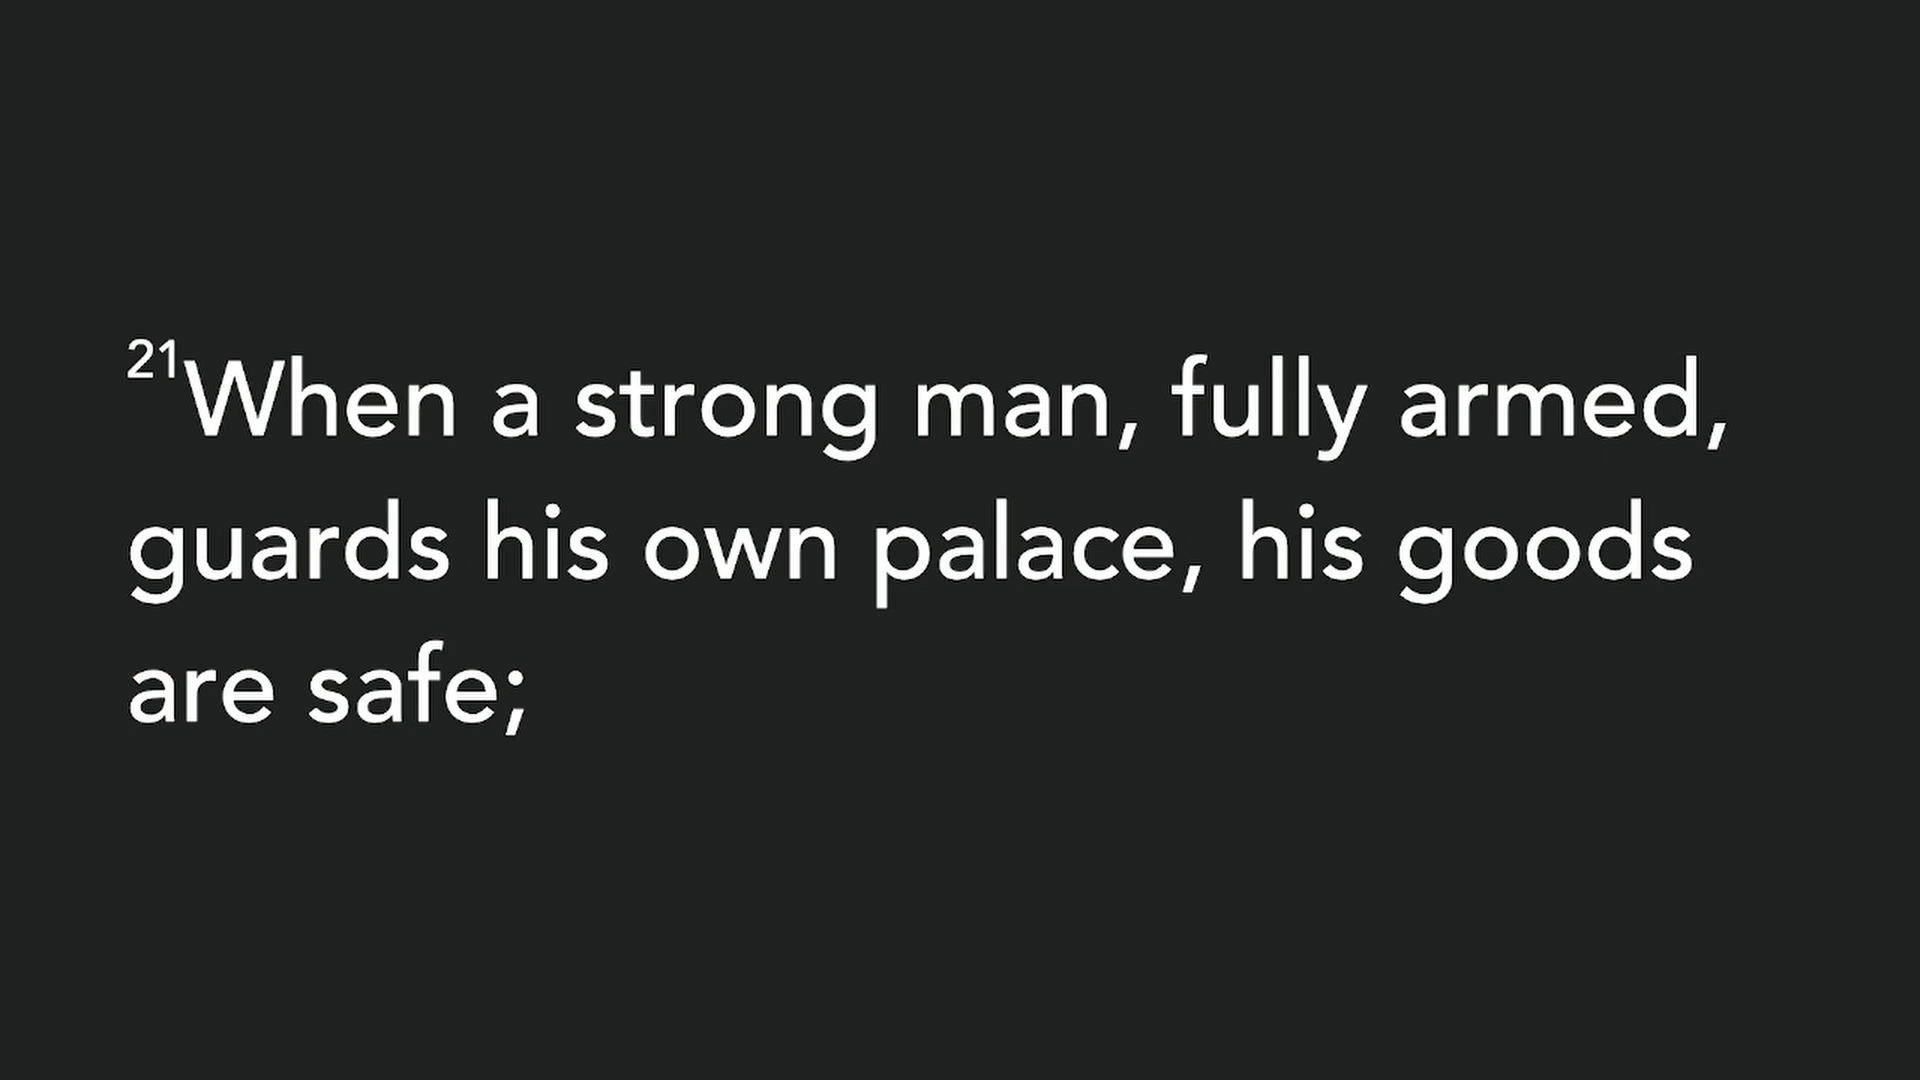 21When a strong man, fully armed,
guards his own palace, his goods
are safe;